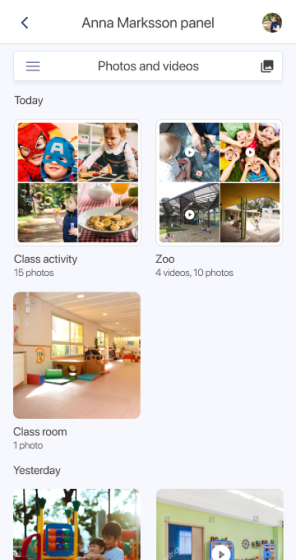 Anna Marksson panel
Photos and videos
Today
Class activity
15 photos
Zoo
4 videos, 10 photos
Class room
1 photo
Yesterday